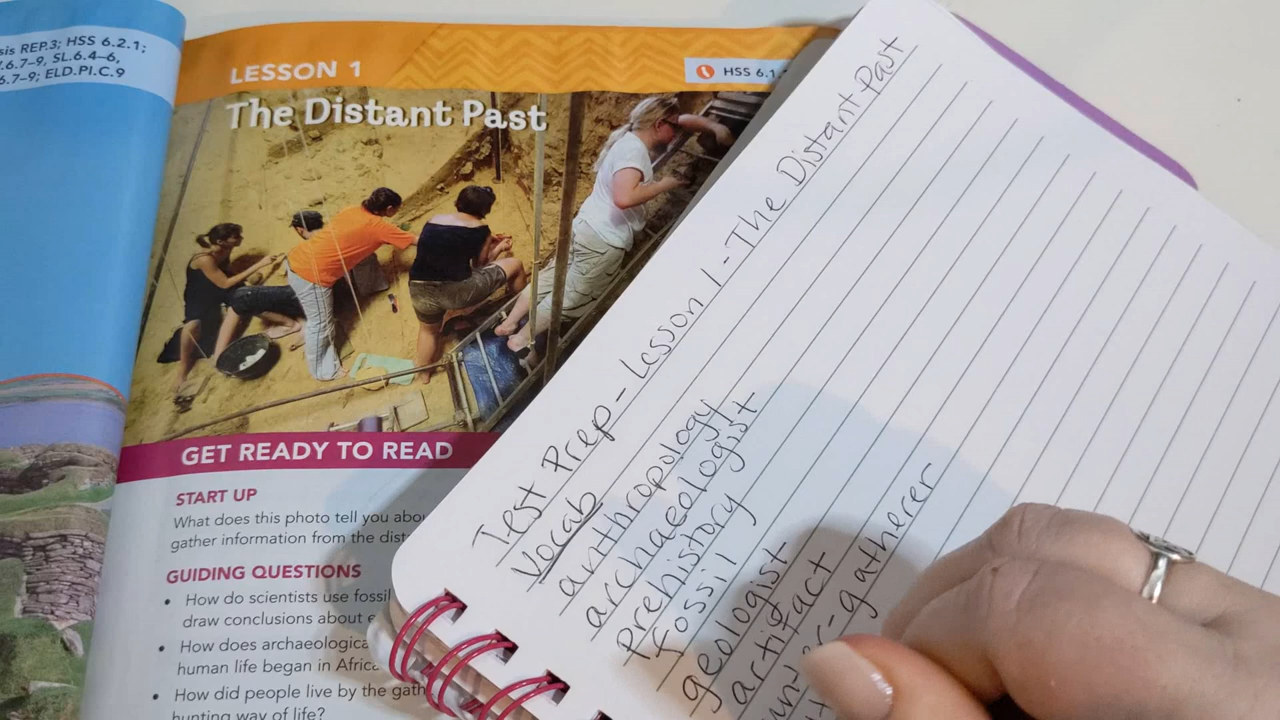 sis REP.3; HSS 6.2.1;
.6.7–9, SL.6.4–6,
6.7–9; ELD.PI.C.9
LESSON 1
HSS 6.1
The Distant Past
GET READY TO READ
START UP
What does this photo tell you abou
gather information from the dist
GUIDING QUESTIONS
• How do scientists use fossil
draw conclusions about e
• How does archaeologica
human life began in Africa
• How did people live by the gath
hunting way of life?
Test Prep - Lesson 1 - The Distant Past
Vocab
anthropology
archaeologist
Prehistory
Fossil
geologist
artifact
r-gatherer